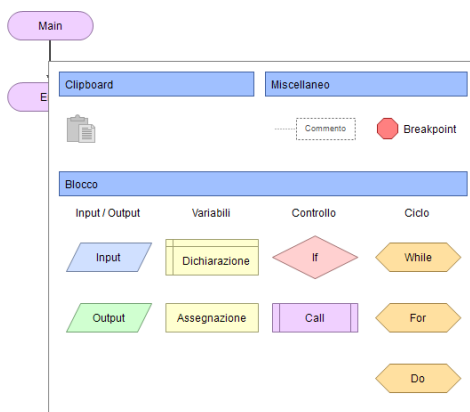 Main
E
Clipboard
Miscellaneo
Commento
Breakpoint
Blocco
Input / Output
Variabili
Controllo
Ciclo
Input
Dichiarazione
If
While
Output
Assegnazione
Call
For
Do